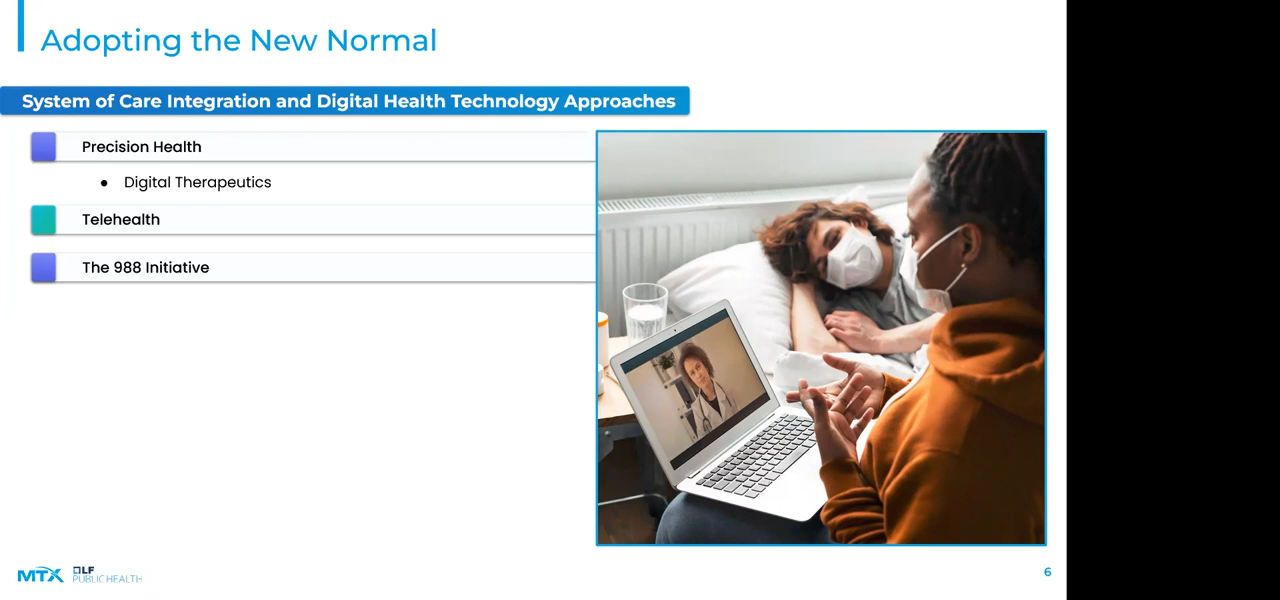 Adopting the New Normal
System of Care Integration and Digital Health Technology Approaches
Precision Health
● Digital Therapeutics
Telehealth
The 988 Initiative
MTX
LF
PUBLIC HEALTH
6